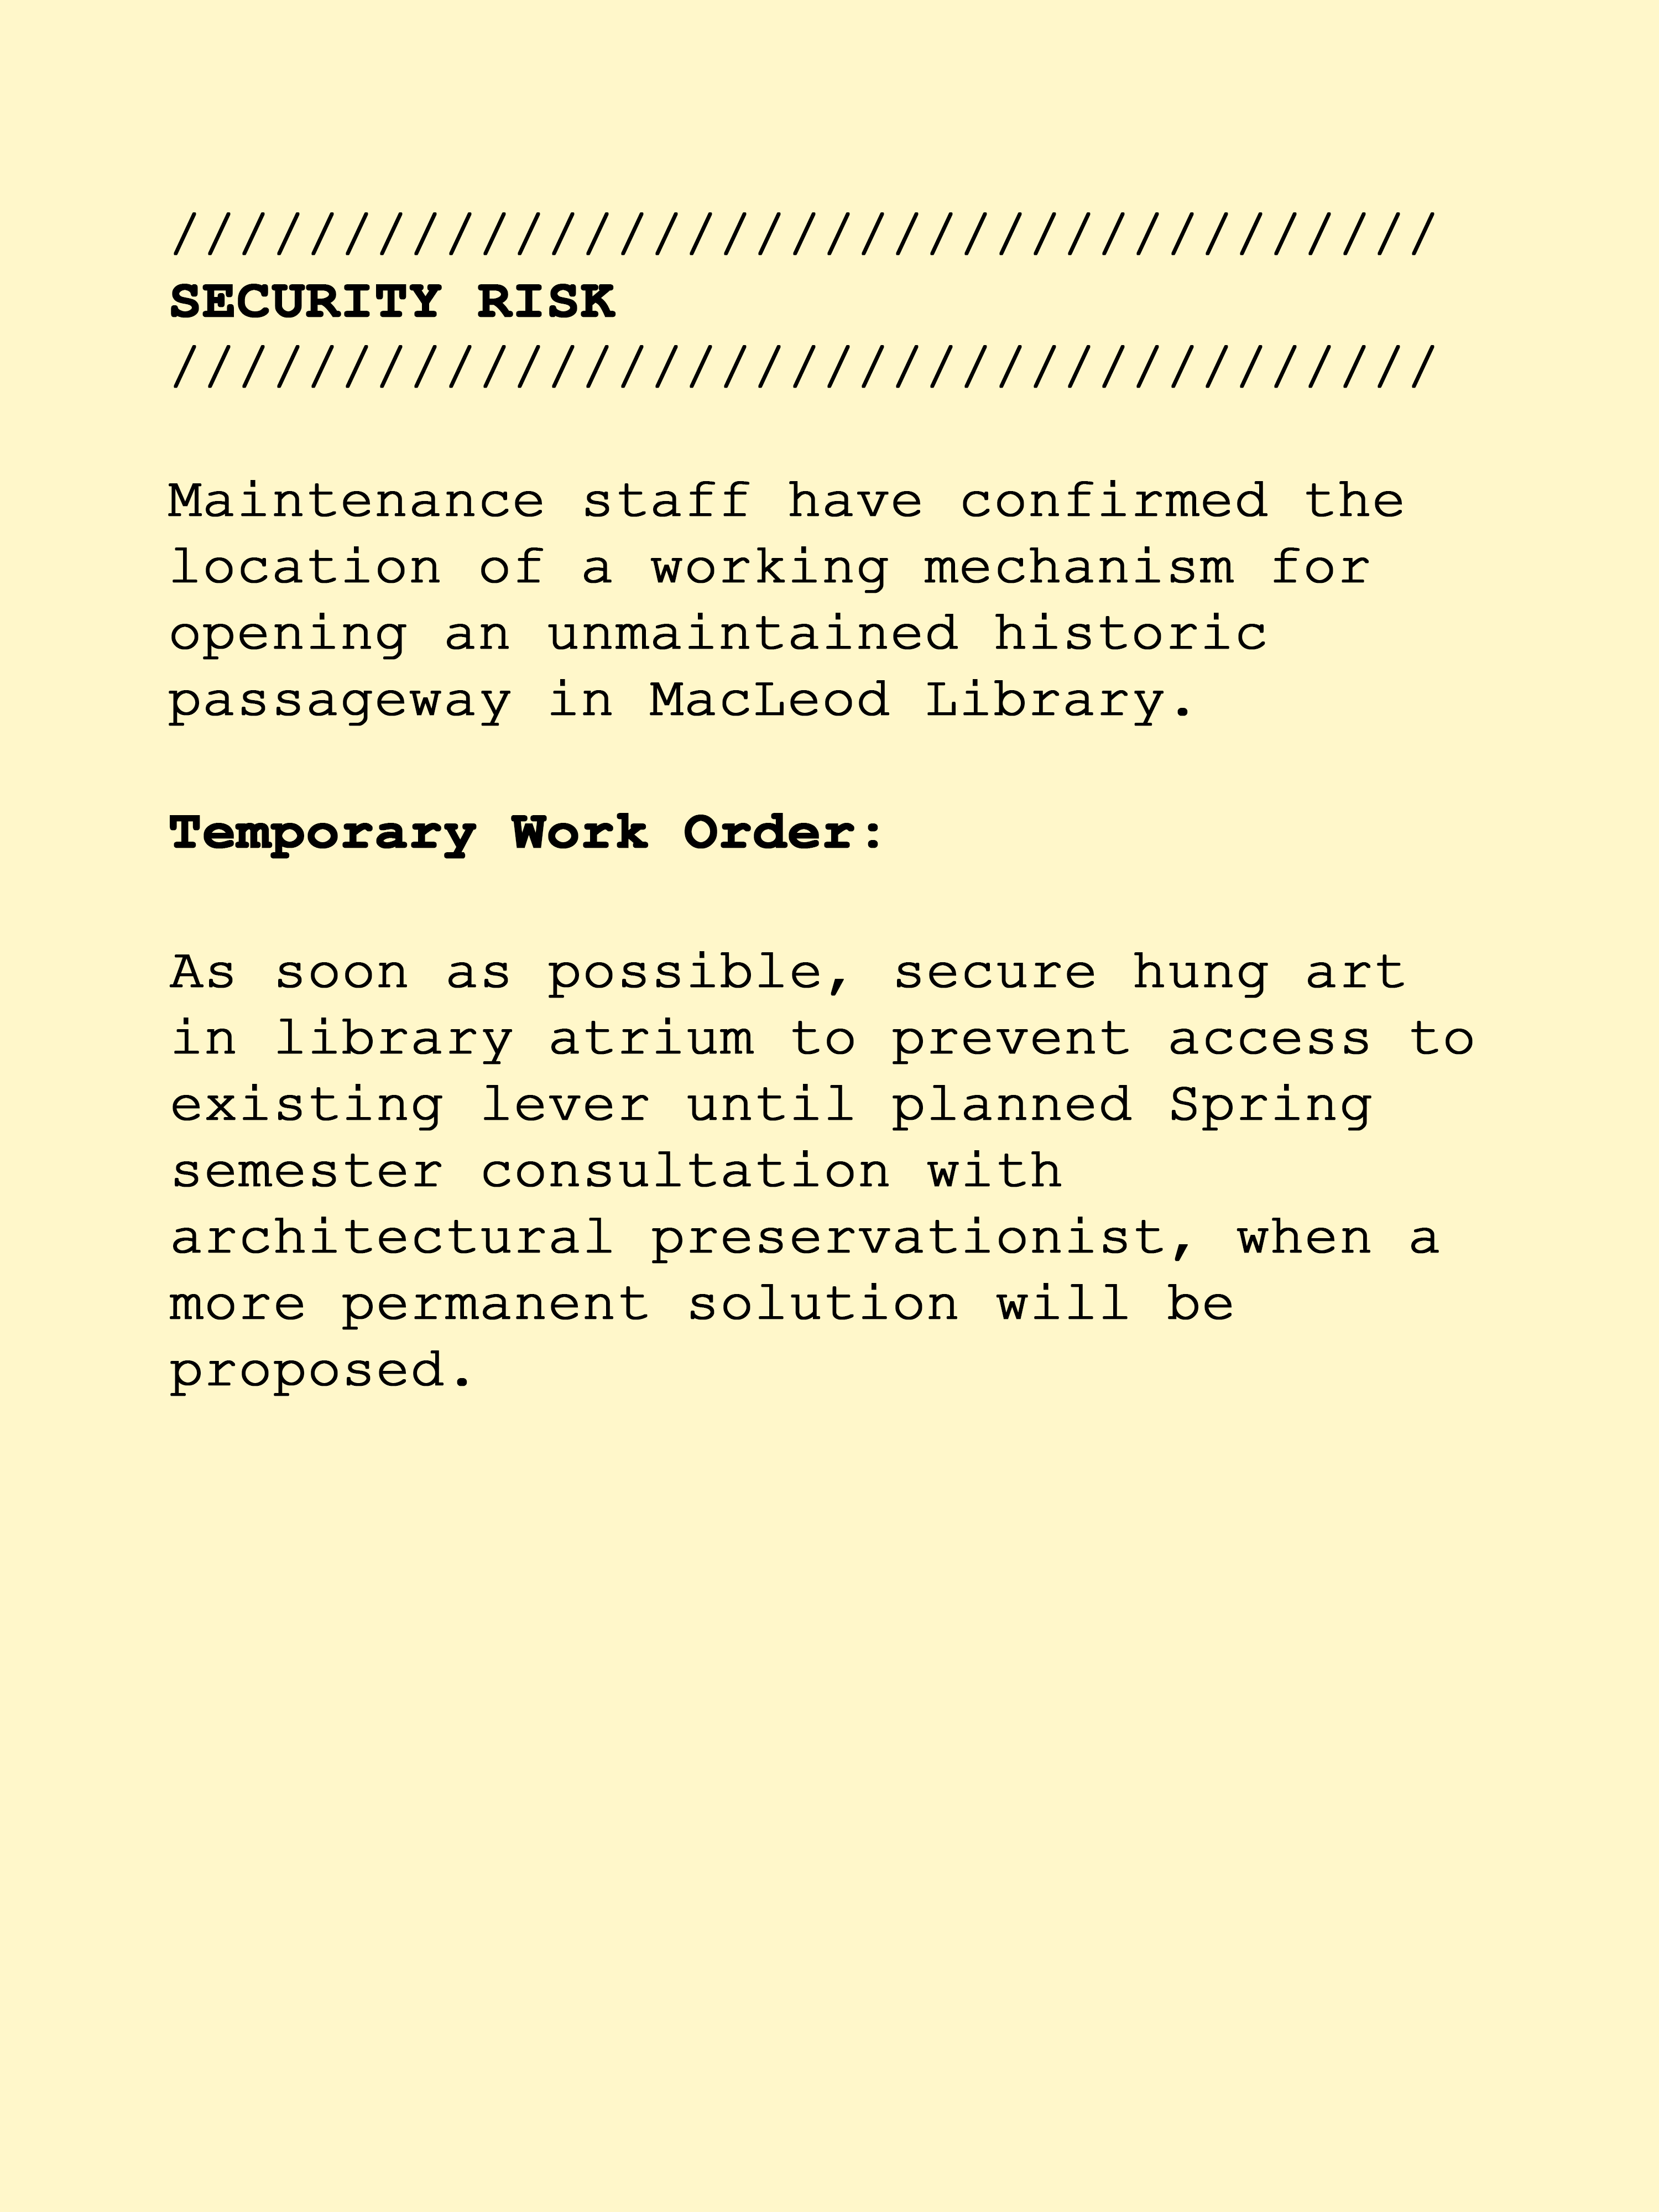 /////////////////////////////////////
SECURITY RISK
/////////////////////////////////////
Maintenance staff have confirmed the
location of a working mechanism for
opening an unmaintained historic
passageway in MacLeod Library.
Temporary Work Order:
As soon as possible, secure hung art
in library atrium to prevent access to
existing lever until planned Spring
semester consultation with
architectural preservationist, when a
more permanent solution will be
proposed.